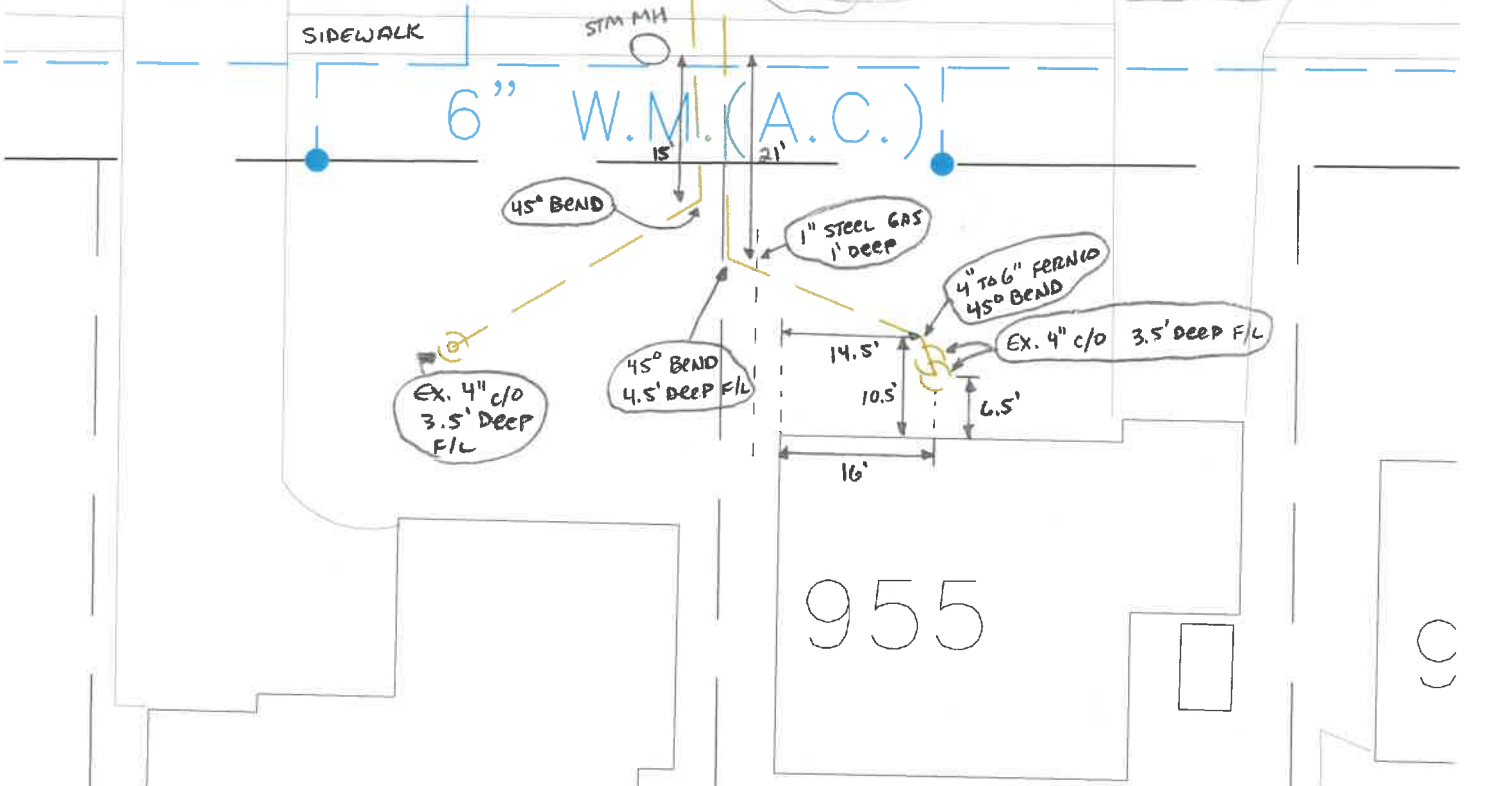 SIDEWALK
STM MH
6" W.M.(A.C.)
15'
21'
45° BEND
1" STEEL GAS
1' DEEP
4" TO 6" FERNCO
45° BEND
EX. 4" c/o 3.5' DEEP F/L
14.5'
45° BEND
4.5' DEEP F/L
EX. 4" c/o
3.5' DEEP
F/L
10.5'
6.5'
16'
955